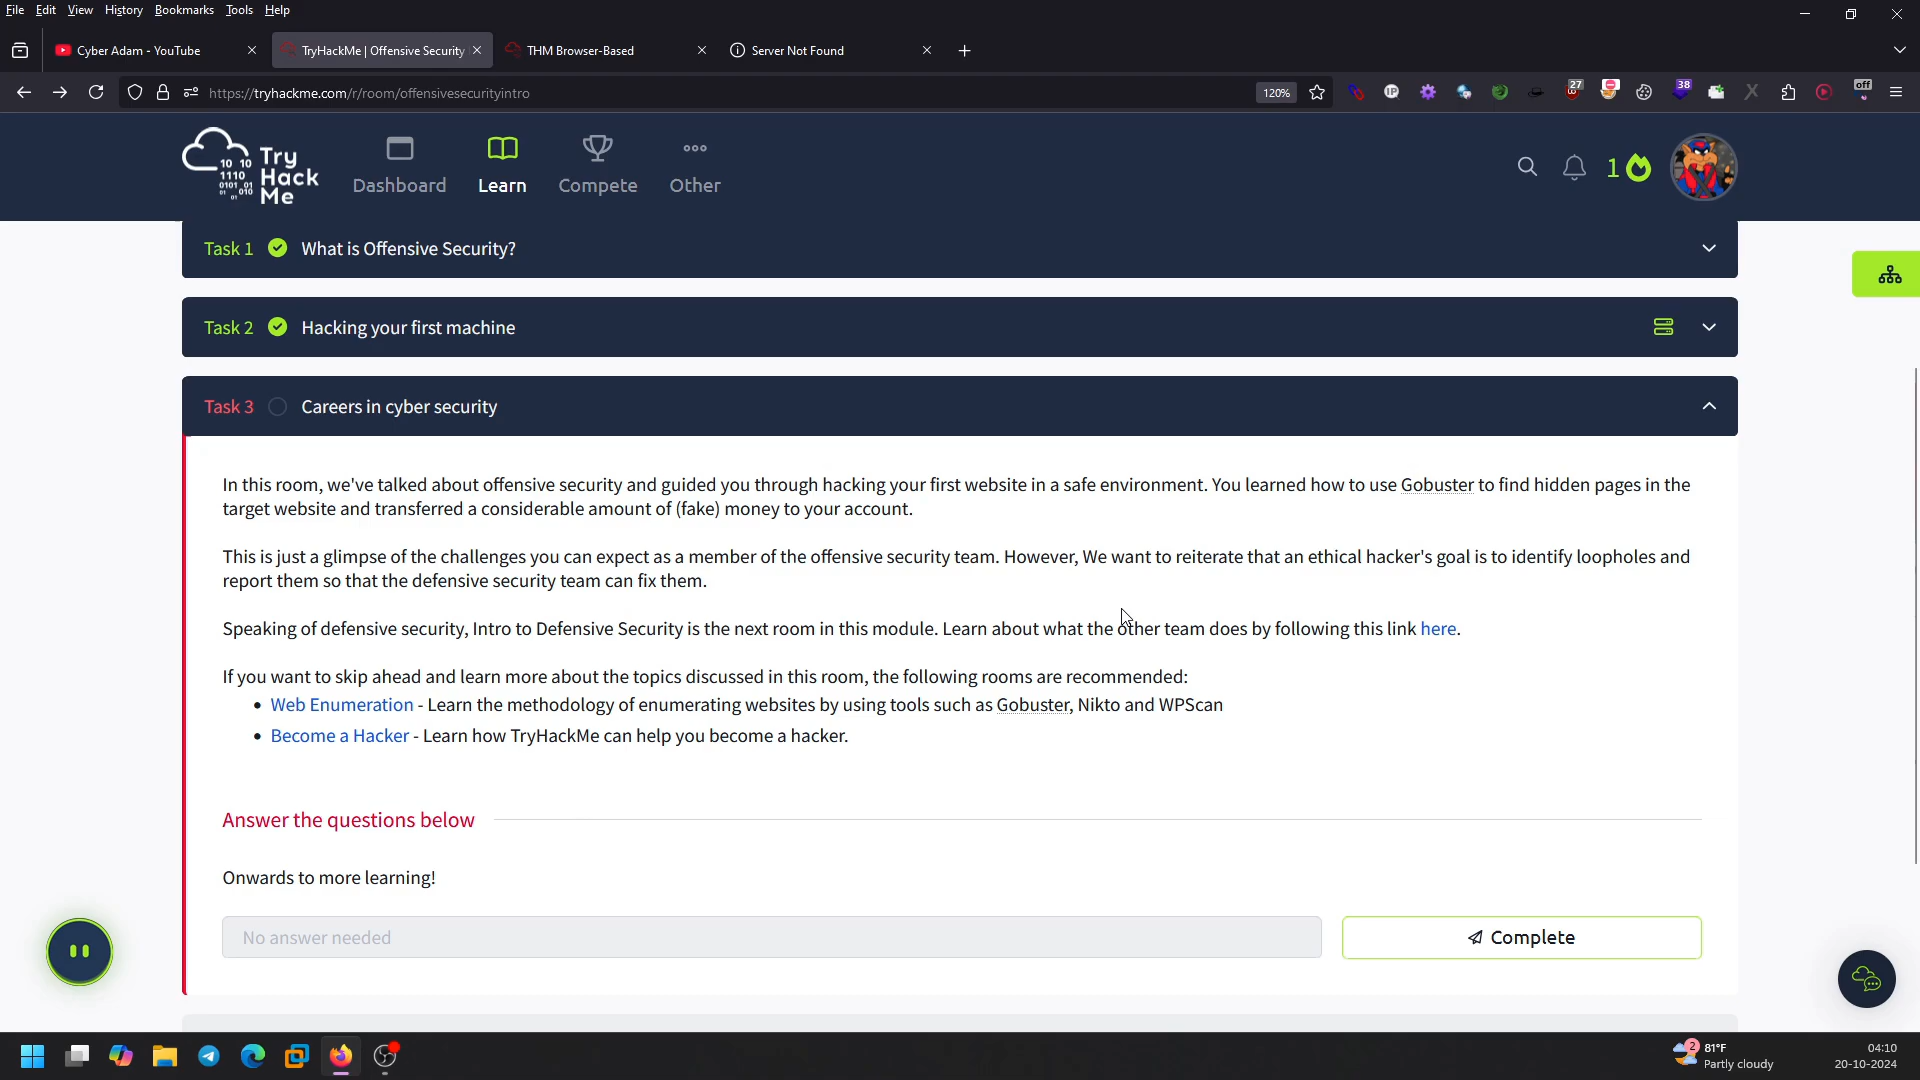 File Edit View History Bookmarks Tools Help
Cyber Adam - YouTube
TryHackMe | Offensive Security
THM Browser-Based
Server Not Found
https://tryhackme.com/r/room/offensivesecurityintro
120%
27
38
off
10 10
1110
0101 01
01 010
01
Try
Hack
Me
Dashboard
Learn
Compete
Other
1
Task 1 What is Offensive Security?
Task 2 Hacking your first machine
Task 3 Careers in cyber security
In this room, we've talked about offensive security and guided you through hacking your first website in a safe environment. You learned how to use Gobuster to find hidden pages in the
target website and transferred a considerable amount of (fake) money to your account.
This is just a glimpse of the challenges you can expect as a member of the offensive security team. However, We want to reiterate that an ethical hacker's goal is to identify loopholes and
report them so that the defensive security team can fix them.
Speaking of defensive security, Intro to Defensive Security is the next room in this module. Learn about what the other team does by following this link here.
If you want to skip ahead and learn more about the topics discussed in this room, the following rooms are recommended:
• Web Enumeration - Learn the methodology of enumerating websites by using tools such as Gobuster, Nikto and WPScan
• Become a Hacker - Learn how TryHackMe can help you become a hacker.
Answer the questions below
Onwards to more learning!
No answer needed
Complete
2
81°F
Partly cloudy
04:10
20-10-2024